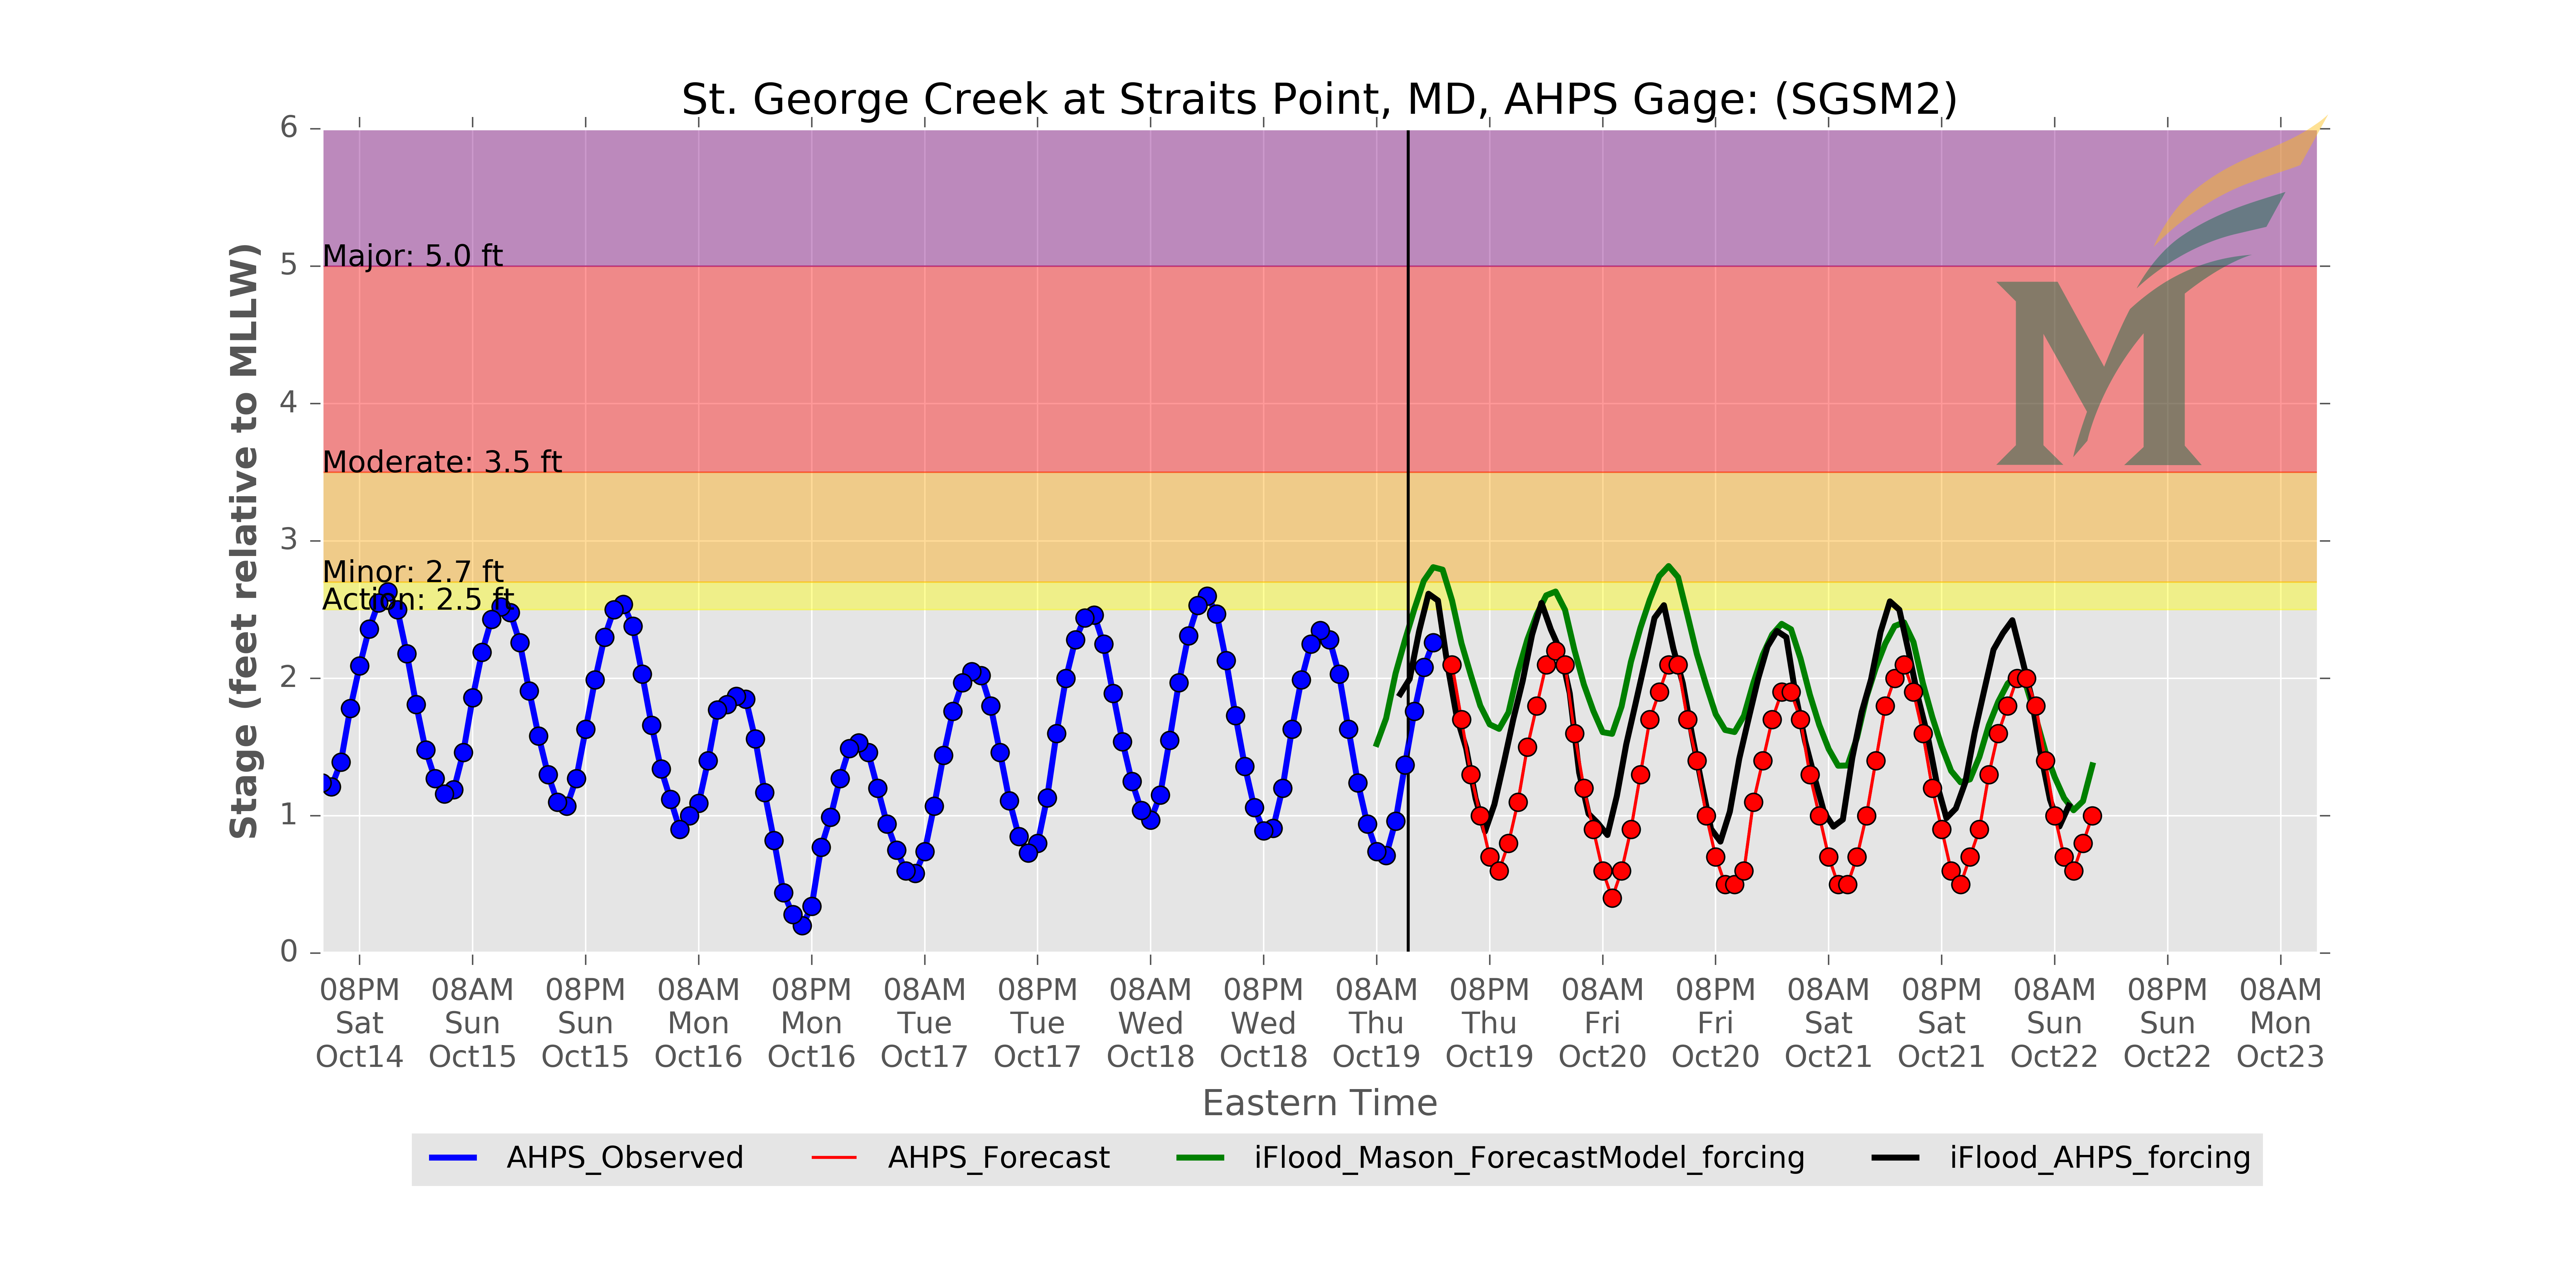 St. George Creek at Straits Point, MD, AHPS Gage: (SGSM2)
Stage (feet relative to MLLW)
6
5
4
3
2
1
0
Major: 5.0 ft
Moderate: 3.5 ft
Minor: 2.7 ft
Action: 2.5 ft
M
08PM 08AM 08PM 08AM 08PM 08AM 08PM 08AM 08PM 08AM 08PM 08AM 08PM 08AM 08PM 08AM 08PM 08AM
Sat Sun Sun Mon Mon Tue Tue Wed Wed Thu Thu Fri Fri Sat Sat Sun Sun Mon
Oct14 Oct15 Oct15 Oct16 Oct16 Oct17 Oct17 Oct18 Oct18 Oct19 Oct19 Oct20 Oct20 Oct21 Oct21 Oct22 Oct22 Oct23
Eastern Time
AHPS_Observed AHPS_Forecast iFlood_Mason_ForecastModel_forcing iFlood_AHPS_forcing